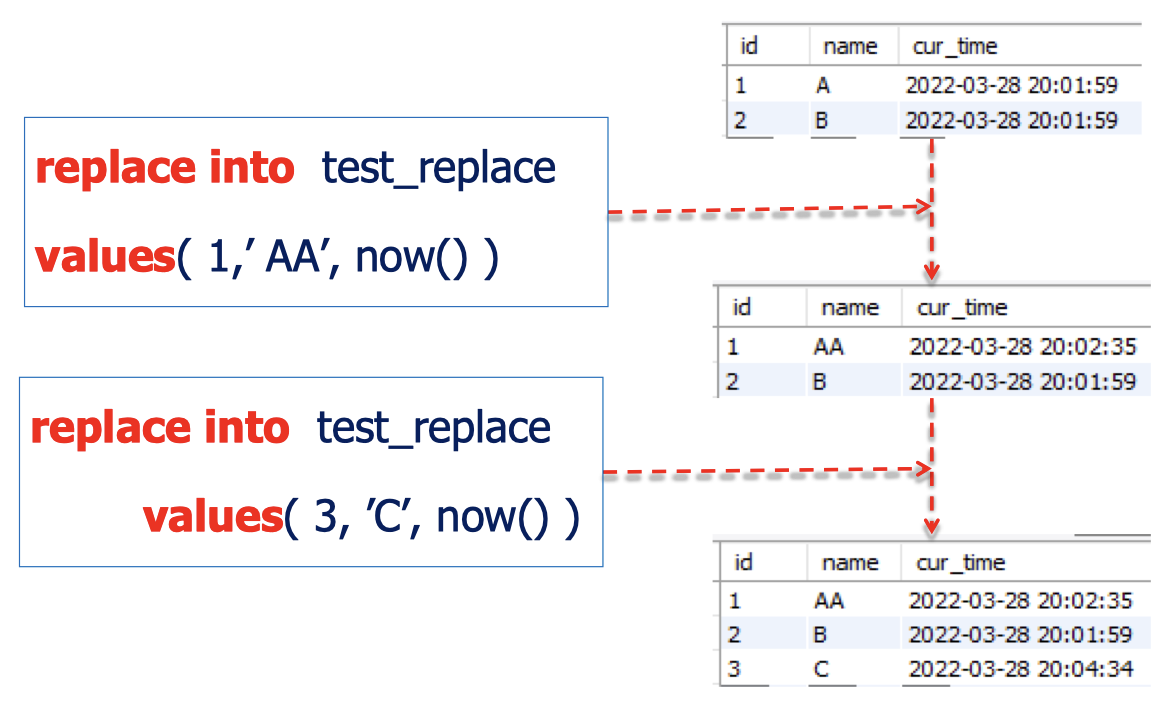 id name cur_time
1 A 2022-03-28 20:01:59
2 B 2022-03-28 20:01:59
replace into test_replace
values( 1,’ AA’, now() )
id name cur_time
1 AA 2022-03-28 20:02:35
2 B 2022-03-28 20:01:59
replace into test_replace
values( 3, ’C’, now() )
id name cur_time
1 AA 2022-03-28 20:02:35
2 B 2022-03-28 20:01:59
3 C 2022-03-28 20:04:34